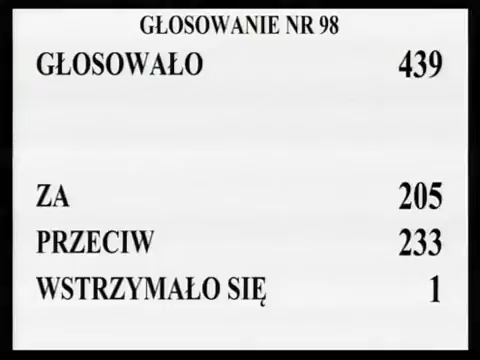 GŁOSOWANIE NR 98
GŁOSOWAŁO 439
ZA 205
PRZECIW 233
WSTRZYMAŁO SIĘ 1